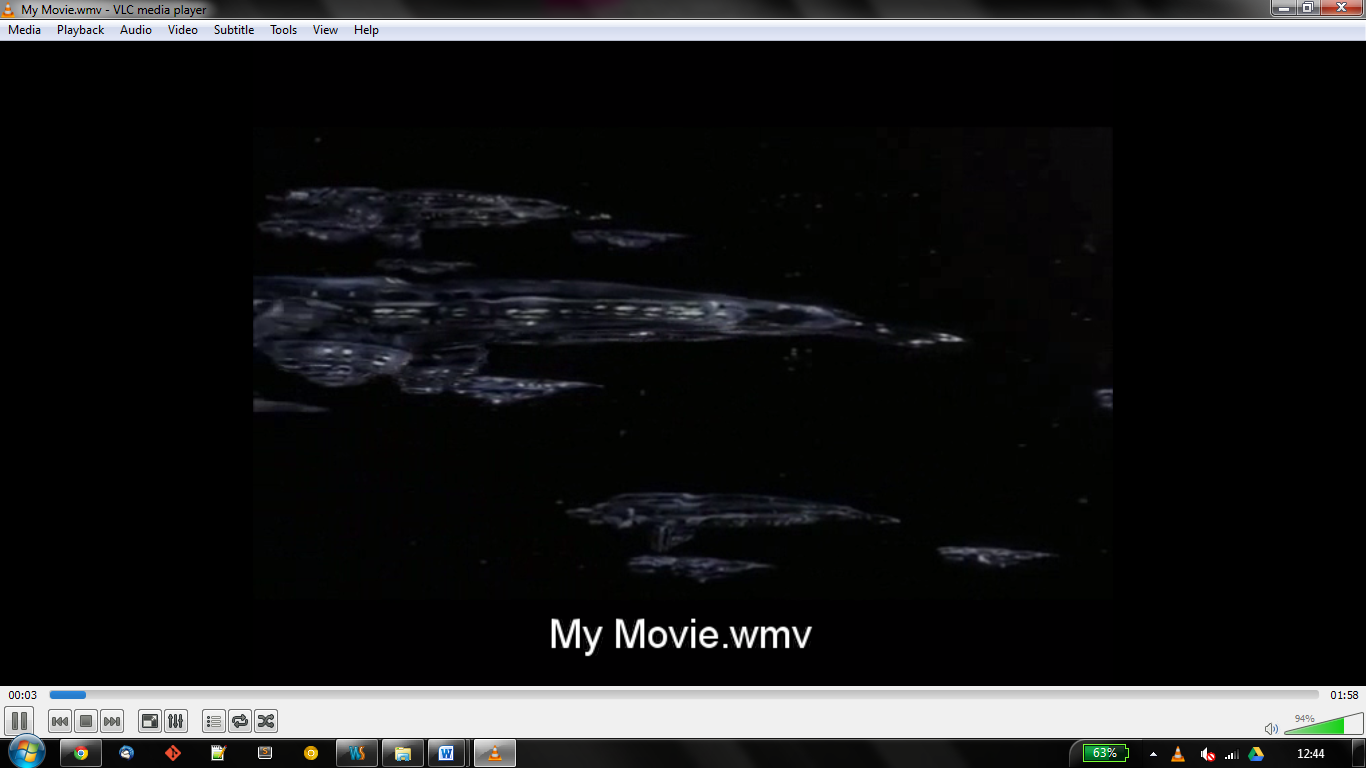 My Movie.wmv - VLC media player
Media Playback Audio Video Subtitle Tools View Help
My Movie.wmv
00:03 01:58
94%
63% 12:44